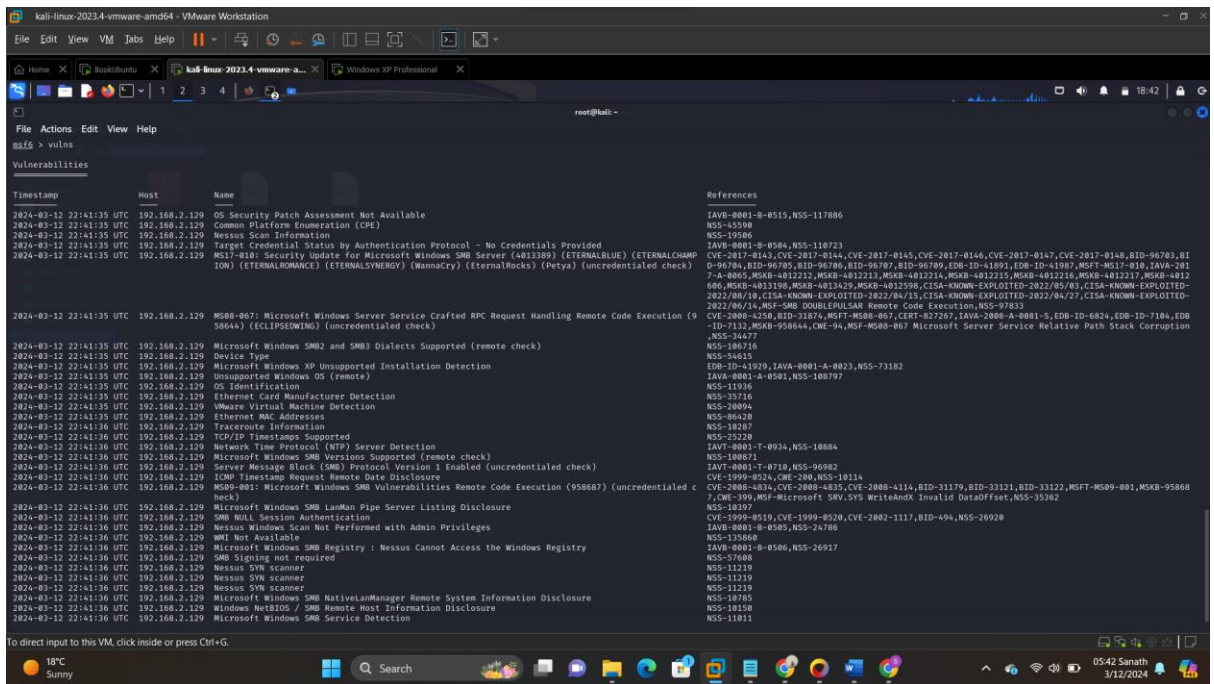 kali-linux-2023.4-vmware-amd64 - VMware Workstation
File Edit View VM Tabs Help
Home BookUbuntu kali-linux-2023.4-vmware-a... Windows XP Professional
1 2 3 4 18:42
root@kali: ~
File Actions Edit View Help
msf6 > vulns
Vulnerabilities
Timestamp Host Name References
2024-03-12 22:41:35 UTC 192.168.2.129 OS Security Patch Assessment Not Available IAVB-0001-B-0515,NSS-117886
2024-03-12 22:41:35 UTC 192.168.2.129 Common Platform Enumeration (CPE) NSS-45590
2024-03-12 22:41:35 UTC 192.168.2.129 Nessus Scan Information NSS-19506
2024-03-12 22:41:35 UTC 192.168.2.129 Target Credential Status by Authentication Protocol - No Credentials Provided IAVB-0001-B-0504,NSS-110723
2024-03-12 22:41:35 UTC 192.168.2.129 MS17-010: Security Update for Microsoft Windows SMB Server (4013389) (ETERNALBLUE) (ETERNALCHAMP CVE-2017-0143,CVE-2017-0144,CVE-2017-0145,CVE-2017-0146,CVE-2017-0147,CVE-2017-0148,BID-96703,BI
ION) (ETERNALROMANCE) (ETERNALSYNERGY) (WannaCry) (EternalRocks) (Petya) (uncredentialed check) D-96704,BID-96705,BID-96706,BID-96707,BID-96709,EDB-ID-41891,EDB-ID-41987,MSFT-MS17-010,IAVA-201
7-A-0065,MSKB-4012212,MSKB-4012213,MSKB-4012214,MSKB-4012215,MSKB-4012216,MSKB-4012217,MSKB-4012
606,MSKB-4013198,MSKB-4013429,MSKB-4012598,CISA-KNOWN-EXPLOITED-2022/05/03,CISA-KNOWN-EXPLOITED-
2022/08/10,CISA-KNOWN-EXPLOITED-2022/04/15,CISA-KNOWN-EXPLOITED-2022/04/27,CISA-KNOWN-EXPLOITED-
2022/06/14,MSF-SMB DOUBLEPULSAR Remote Code Execution,NSS-97833
2024-03-12 22:41:35 UTC 192.168.2.129 MS08-067: Microsoft Windows Server Service Crafted RPC Request Handling Remote Code Execution (9 CVE-2008-4250,BID-31874,MSFT-MS08-067,CERT-827267,IAVA-2008-A-0081-S,EDB-ID-6824,EDB-ID-7104,EDB
58644) (ECLIPSEDWING) (uncredentialed check) -ID-7132,MSKB-958644,CWE-94,MSF-MS08-067 Microsoft Server Service Relative Path Stack Corruption
,NSS-34477
2024-03-12 22:41:35 UTC 192.168.2.129 Microsoft Windows SMB2 and SMB3 Dialects Supported (remote check) NSS-106716
2024-03-12 22:41:35 UTC 192.168.2.129 Device Type NSS-54615
2024-03-12 22:41:35 UTC 192.168.2.129 Microsoft Windows XP Unsupported Installation Detection EDB-ID-41929,IAVA-0001-A-0023,NSS-73182
2024-03-12 22:41:35 UTC 192.168.2.129 Unsupported Windows OS (remote) IAVA-0001-A-0501,NSS-108797
2024-03-12 22:41:35 UTC 192.168.2.129 OS Identification NSS-11936
2024-03-12 22:41:35 UTC 192.168.2.129 Ethernet Card Manufacturer Detection NSS-35716
2024-03-12 22:41:35 UTC 192.168.2.129 VMware Virtual Machine Detection NSS-20094
2024-03-12 22:41:35 UTC 192.168.2.129 Ethernet MAC Addresses NSS-86420
2024-03-12 22:41:36 UTC 192.168.2.129 Traceroute Information NSS-10287
2024-03-12 22:41:36 UTC 192.168.2.129 TCP/IP Timestamps Supported NSS-25220
2024-03-12 22:41:36 UTC 192.168.2.129 Network Time Protocol (NTP) Server Detection IAVT-0001-T-0934,NSS-10884
2024-03-12 22:41:36 UTC 192.168.2.129 Microsoft Windows SMB Versions Supported (remote check) NSS-100871
2024-03-12 22:41:36 UTC 192.168.2.129 Server Message Block (SMB) Protocol Version 1 Enabled (uncredentialed check) IAVT-0001-T-0710,NSS-96982
2024-03-12 22:41:36 UTC 192.168.2.129 ICMP Timestamp Request Remote Date Disclosure CVE-1999-0524,CWE-200,NSS-10114
2024-03-12 22:41:36 UTC 192.168.2.129 MS09-001: Microsoft Windows SMB Vulnerabilities Remote Code Execution (958687) (uncredentialed c CVE-2008-4834,CVE-2008-4835,CVE-2008-4114,BID-31179,BID-33121,BID-33122,MSFT-MS09-001,MSKB-95868
heck) 7,CWE-399,MSF-Microsoft SRV.SYS WriteAndX Invalid DataOffset,NSS-35362
2024-03-12 22:41:36 UTC 192.168.2.129 Microsoft Windows SMB LanMan Pipe Server Listing Disclosure NSS-10397
2024-03-12 22:41:36 UTC 192.168.2.129 SMB NULL Session Authentication CVE-1999-0519,CVE-1999-0520,CVE-2002-1117,BID-494,NSS-26920
2024-03-12 22:41:36 UTC 192.168.2.129 Nessus Windows Scan Not Performed with Admin Privileges IAVB-0001-B-0505,NSS-24786
2024-03-12 22:41:36 UTC 192.168.2.129 WMI Not Available NSS-135860
2024-03-12 22:41:36 UTC 192.168.2.129 Microsoft Windows SMB Registry : Nessus Cannot Access the Windows Registry IAVB-0001-B-0506,NSS-26917
2024-03-12 22:41:36 UTC 192.168.2.129 SMB Signing not required NSS-57608
2024-03-12 22:41:36 UTC 192.168.2.129 Nessus SYN scanner NSS-11219
2024-03-12 22:41:36 UTC 192.168.2.129 Nessus SYN scanner NSS-11219
2024-03-12 22:41:36 UTC 192.168.2.129 Nessus SYN scanner NSS-11219
2024-03-12 22:41:36 UTC 192.168.2.129 Microsoft Windows SMB NativeLanManager Remote System Information Disclosure NSS-10785
2024-03-12 22:41:36 UTC 192.168.2.129 Windows NetBIOS / SMB Remote Host Information Disclosure NSS-10150
2024-03-12 22:41:36 UTC 192.168.2.129 Microsoft Windows SMB Service Detection NSS-11011
To direct input to this VM, click inside or press Ctrl+G.
18°C
Sunny
Search
05:42 Sanath
3/12/2024